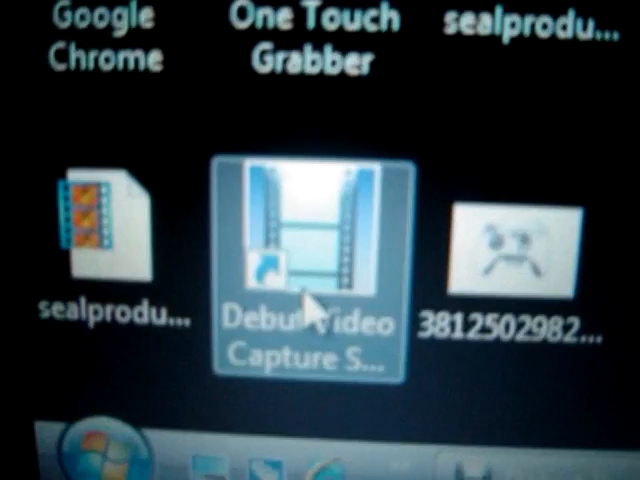 Google
Chrome
One Touch
Grabber
sealprodu...
sealprodu...
Debut Video
Capture S...
3812502982...